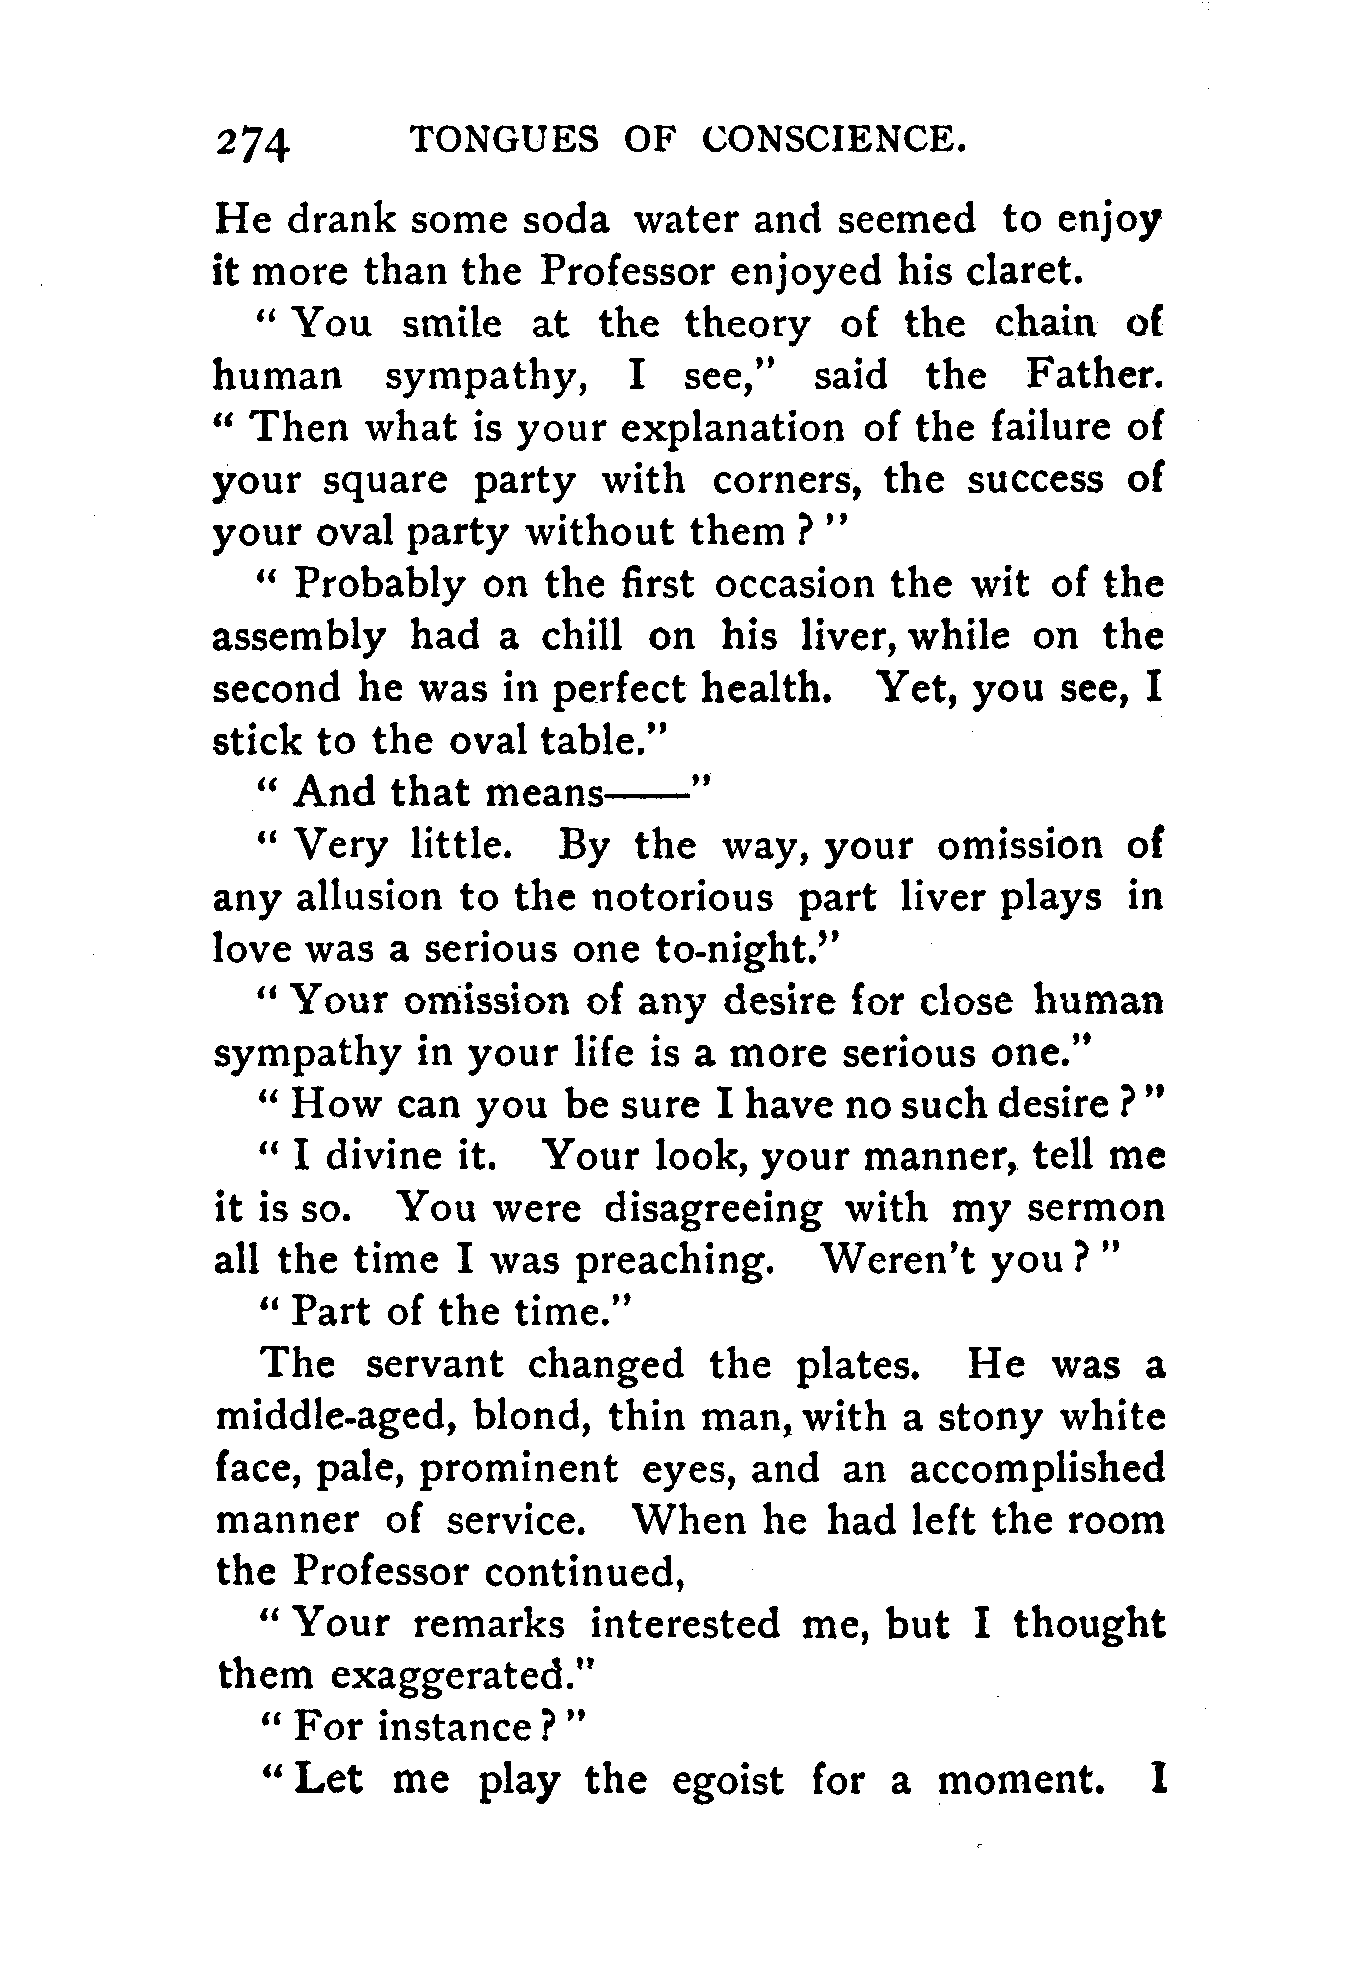 274 TONGUES OF CONSCIENCE.
He drank some soda water and seemed to enjoy
it more than the Professor enjoyed his claret.
" You smile at the theory of the chain of
human sympathy, I see," said the Father.
" Then what is your explanation of the failure of
your square party with corners, the success of
your oval party without them ? "
" Probably on the first occasion the wit of the
assembly had a chill on his liver, while on the
second he was in perfect health. Yet, you see, I
stick to the oval table."
" And that means——"
" Very little. By the way, your omission of
any allusion to the notorious part liver plays in
love was a serious one to-night."
" Your omission of any desire for close human
sympathy in your life is a more serious one."
" How can you be sure I have no such desire ? "
" I divine it. Your look, your manner, tell me
it is so. You were disagreeing with my sermon
all the time I was preaching. Weren't you ? "
" Part of the time."
The servant changed the plates. He was a
middle-aged, blond, thin man, with a stony white
face, pale, prominent eyes, and an accomplished
manner of service. When he had left the room
the Professor continued,
" Your remarks interested me, but I thought
them exaggerated."
" For instance ? "
" Let me play the egoist for a moment. I